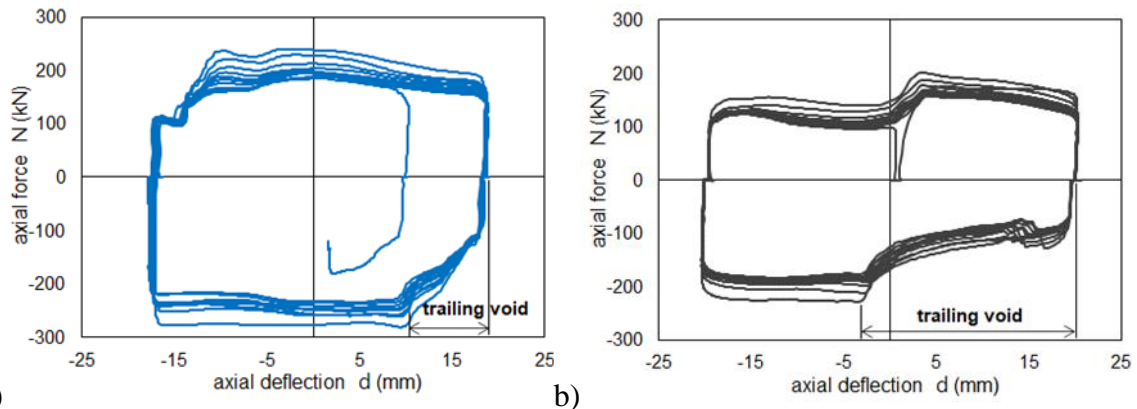 300
200
100
0
-100
-200
-300
axial force N (kN)
trailing void
-25 -15 -5 5 15 25
axial deflection d (mm)
)
300
200
100
0
-100
-200
-300
axial force N (kN)
trailing void
-25 -15 -5 5 15 25
axial deflection d (mm)
b)